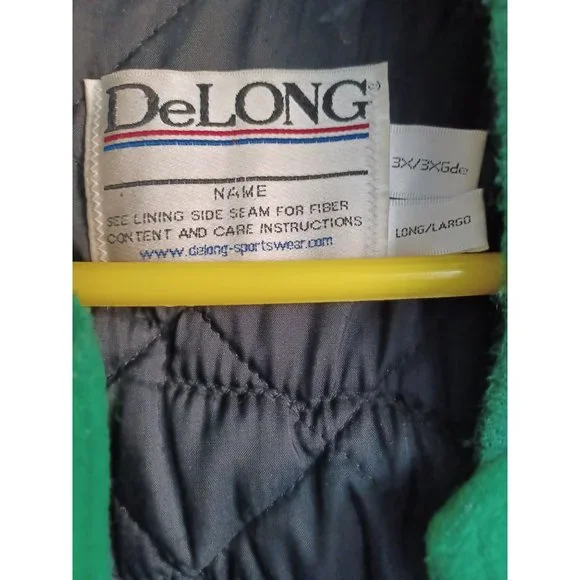 DeLONG®
NAME
SEE LINING SIDE SEAM FOR FIBER
CONTENT AND CARE INSTRUCTIONS
www.delong-sportswear.com
3X/3XGde
LONG/LARGO